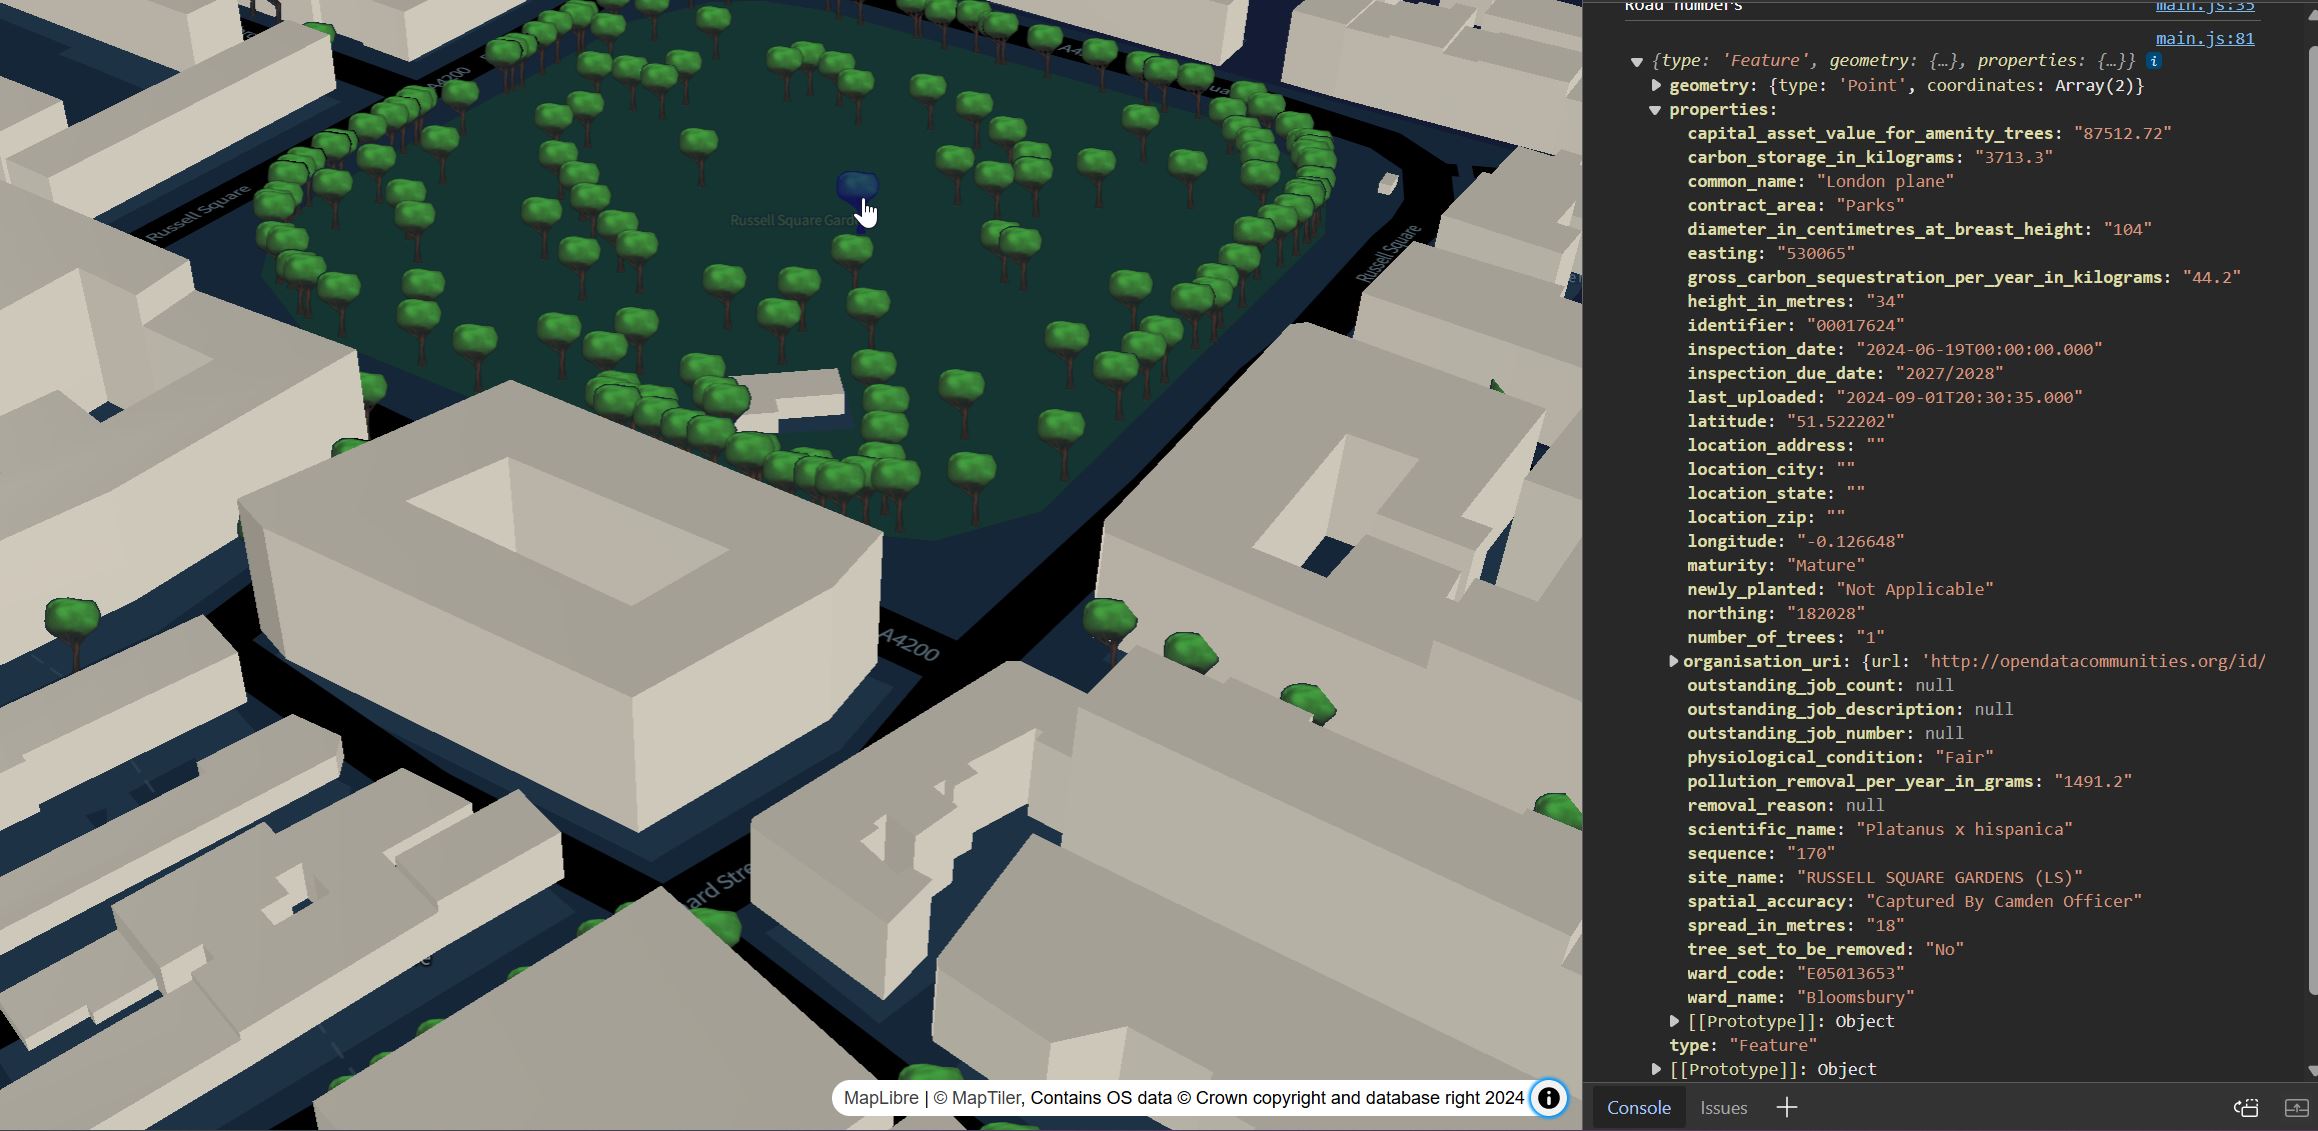 A4200
Russell Square
Russell Square Gard
Russell Square
A4200
ard Stre
MapLibre | © MapTiler, Contains OS data © Crown copyright and database right 2024
Road numbers main.js:35
main.js:81
{type: 'Feature', geometry: {…}, properties: {…}}
geometry: {type: 'Point', coordinates: Array(2)}
properties:
capital_asset_value_for_amenity_trees: "87512.72"
carbon_storage_in_kilograms: "3713.3"
common_name: "London plane"
contract_area: "Parks"
diameter_in_centimetres_at_breast_height: "104"
easting: "530065"
gross_carbon_sequestration_per_year_in_kilograms: "44.2"
height_in_metres: "34"
identifier: "00017624"
inspection_date: "2024-06-19T00:00:00.000"
inspection_due_date: "2027/2028"
last_uploaded: "2024-09-01T20:30:35.000"
latitude: "51.522202"
location_address: ""
location_city: ""
location_state: ""
location_zip: ""
longitude: "-0.126648"
maturity: "Mature"
newly_planted: "Not Applicable"
northing: "182028"
number_of_trees: "1"
organisation_uri: {url: 'http://opendatacommunities.org/id/
outstanding_job_count: null
outstanding_job_description: null
outstanding_job_number: null
physiological_condition: "Fair"
pollution_removal_per_year_in_grams: "1491.2"
removal_reason: null
scientific_name: "Platanus x hispanica"
sequence: "170"
site_name: "RUSSELL SQUARE GARDENS (LS)"
spatial_accuracy: "Captured By Camden Officer"
spread_in_metres: "18"
tree_set_to_be_removed: "No"
ward_code: "E05013653"
ward_name: "Bloomsbury"
[[Prototype]]: Object
type: "Feature"
[[Prototype]]: Object
Console Issues